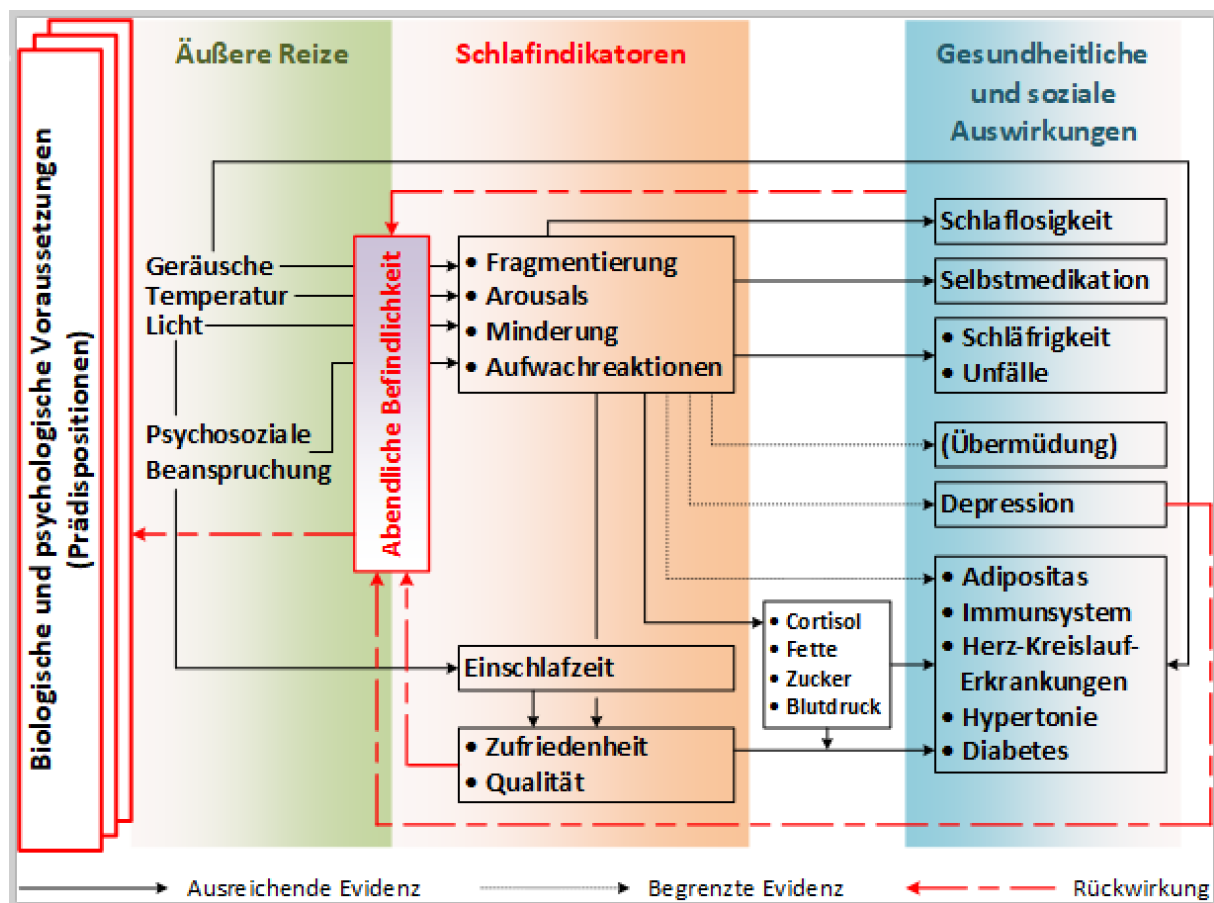 Biologische und psychologische Voraussetzungen
(Prädispositionen)
Äußere Reize
Schlafindikatoren
Gesundheitliche
und soziale
Auswirkungen
Geräusche
Temperatur
Licht
Psychosoziale
Beanspruchung
Abendliche Befindlichkeit
• Fragmentierung
• Arousals
• Minderung
• Aufwachreaktionen
Einschlafzeit
• Zufriedenheit
• Qualität
• Cortisol
• Fette
• Zucker
• Blutdruck
Schlaflosigkeit
Selbstmedikation
• Schläfrigkeit
• Unfälle
(Übermüdung)
Depression
• Adipositas
• Immunsystem
• Herz-Kreislauf-
Erkrankungen
• Hypertonie
• Diabetes
Ausreichende Evidenz
Begrenzte Evidenz
Rückwirkung